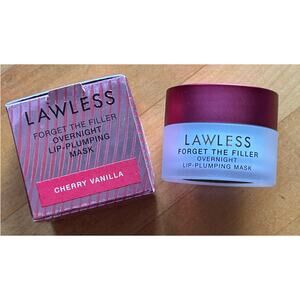 LAWLESS
FORGET THE FILLER
OVERNIGHT
LIP-PLUMPING
MASK
CHERRY VANILLA
LAWLESS
FORGET THE FILLER
OVERNIGHT
LIP-PLUMPING MASK